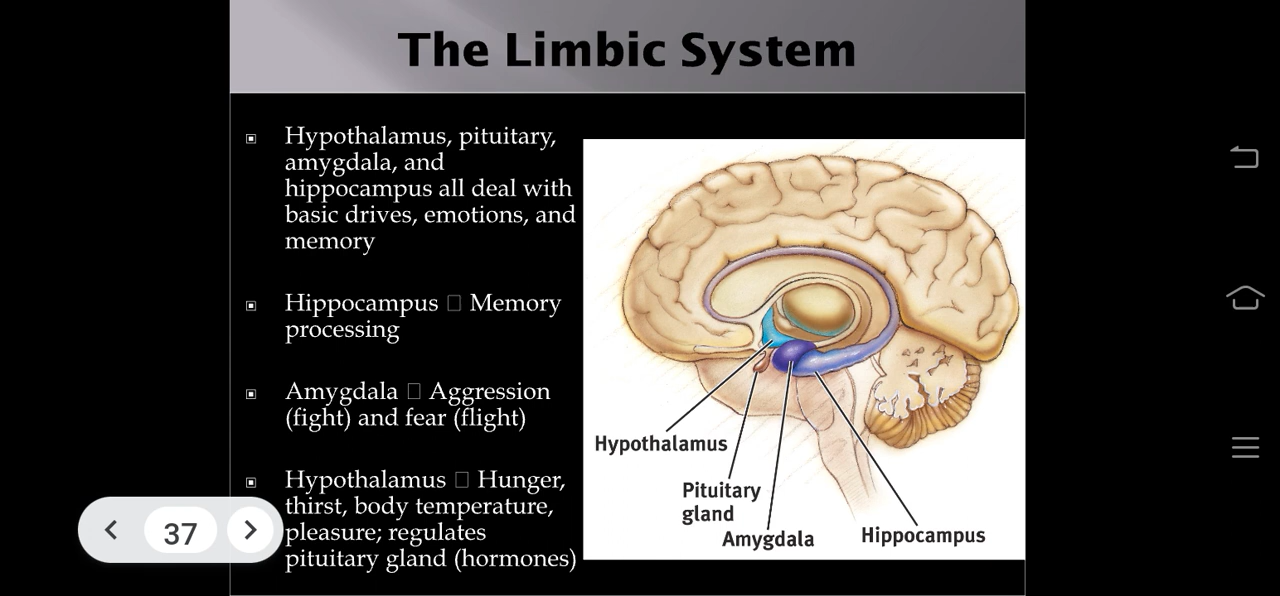 The Limbic System
Hypothalamus, pituitary,
amygdala, and
hippocampus all deal with
basic drives, emotions, and
memory
Hippocampus □ Memory
processing
Amygdala □ Aggression
(fight) and fear (flight)
Hypothalamus □ Hunger,
thirst, body temperature,
pleasure; regulates
pituitary gland (hormones)
Hypothalamus
Pituitary
gland
Amygdala
Hippocampus
37